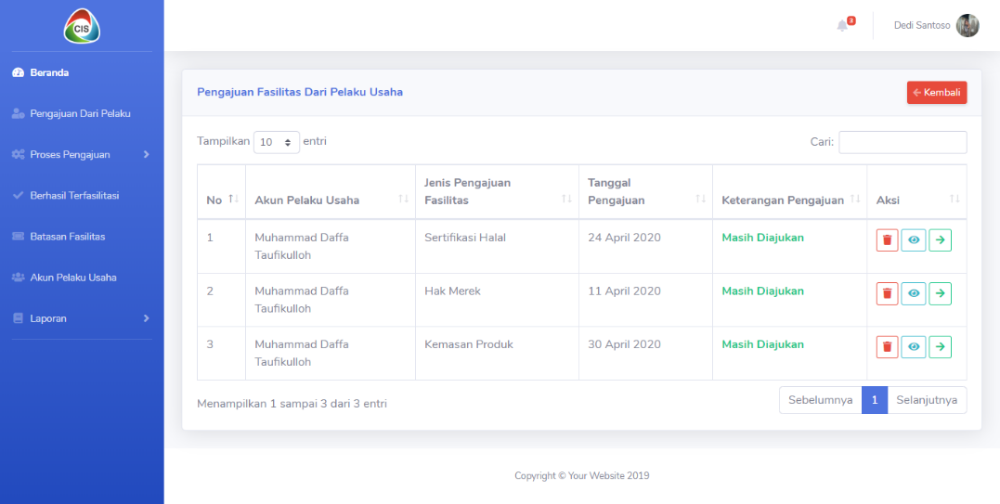 CIS
3
Dedi Santoso
Beranda
Pengajuan Dari Pelaku
Proses Pengajuan
Berhasil Terfasilitasi
Batasan Fasilitas
Akun Pelaku Usaha
Laporan
Pengajuan Fasilitas Dari Pelaku Usaha
Kembali
Tampilkan 10 entri
Cari:
No
Akun Pelaku Usaha
Jenis Pengajuan
Fasilitas
Tanggal
Pengajuan
Keterangan Pengajuan
Aksi
1
Muhammad Daffa
Taufikulloh
Sertifikasi Halal
24 April 2020
Masih Diajukan
2
Muhammad Daffa
Taufikulloh
Hak Merek
11 April 2020
Masih Diajukan
3
Muhammad Daffa
Taufikulloh
Kemasan Produk
30 April 2020
Masih Diajukan
Menampilkan 1 sampai 3 dari 3 entri
Sebelumnya 1 Selanjutnya
Copyright © Your Website 2019